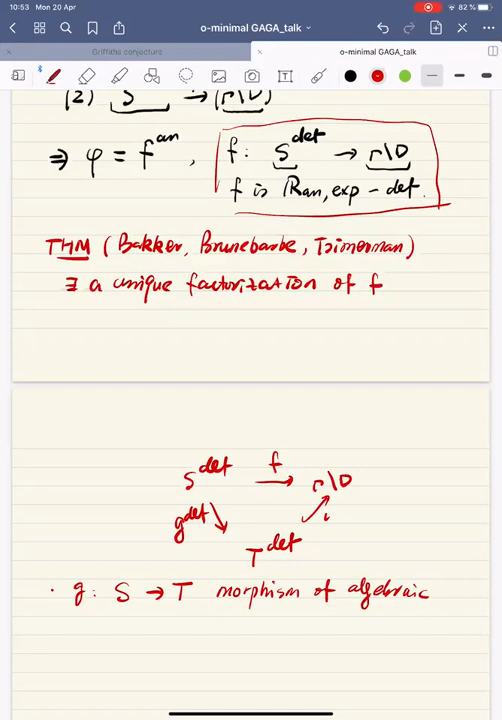 10:53 Mon 20 Apr
82 %
o-minimal GAGA_talk
Griffiths conjecture
o-minimal GAGA_talk
(2) S → (Γ\D)
⇒ φ = f^an, f: S^def → Γ\D
f is Ran, exp - def.
THM (Bakker, Brunebarbe, Tsimerman)
∃ a unique factorization of f
S^def f → Γ\D
g^def ↘ ↗ ι
T^def
· g: S → T morphism of algebraic